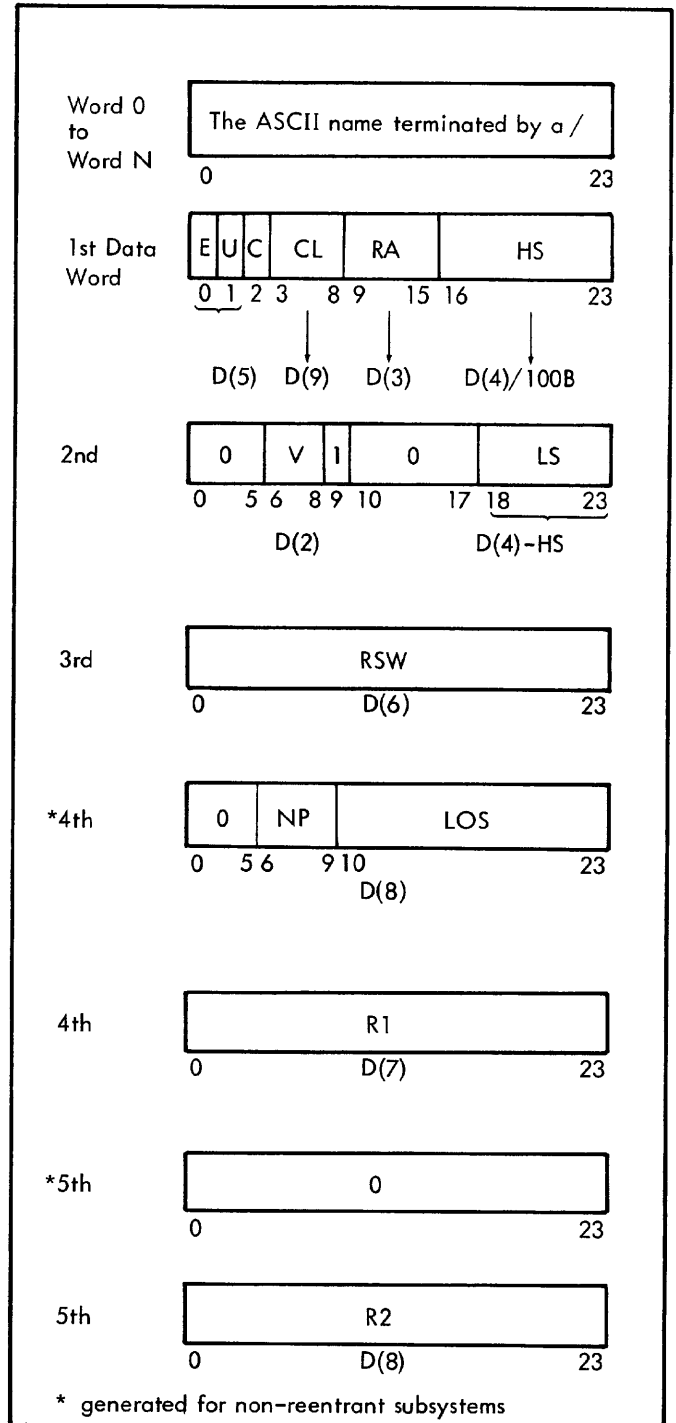 Word 0
to
Word N
The ASCII name terminated by a /
0 23
1st Data
Word
E U C CL RA HS
0 1 2 3 8 9 15 16 23
D(5) D(9) D(3) D(4)/100B
2nd
0 V 1 0 LS
0 5 6 8 9 10 17 18 23
D(2) D(4)-HS
3rd
RSW
0 D(6) 23
*4th
0 NP LOS
0 5 6 9 10 23
D(8)
4th
R1
0 D(7) 23
*5th
0
0 23
5th
R2
0 D(8) 23
* generated for non-reentrant subsystems